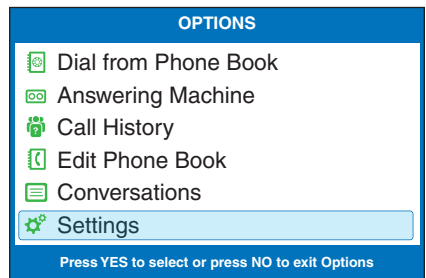 OPTIONS
Dial from Phone Book
Answering Machine
Call History
Edit Phone Book
Conversations
Settings
Press YES to select or press NO to exit Options